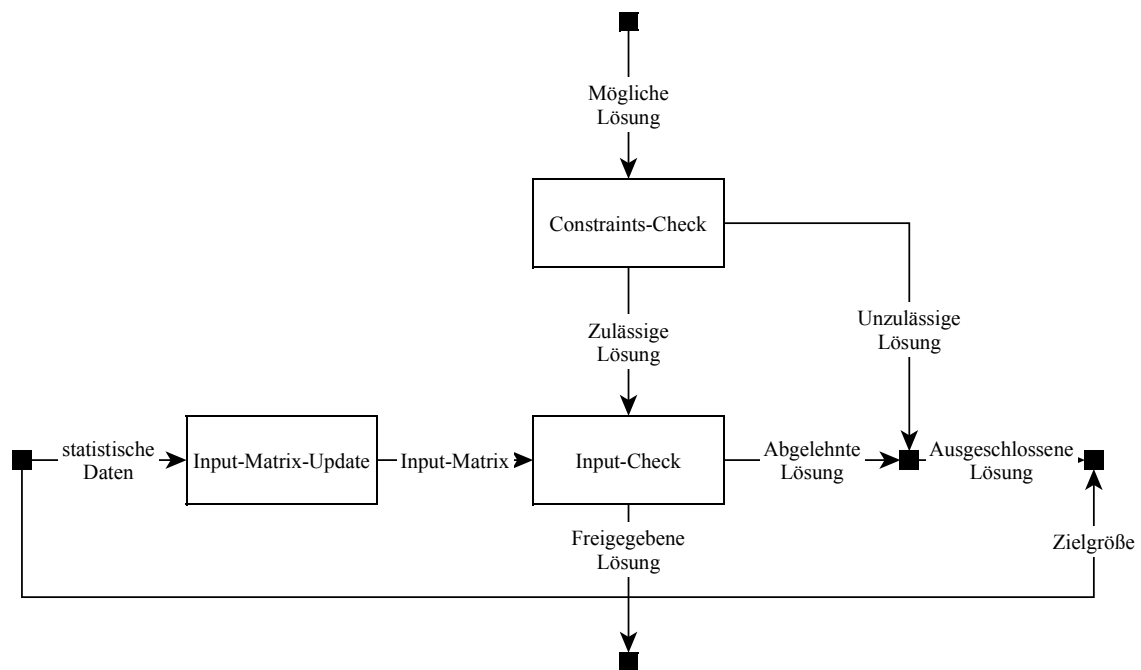 Mögliche
Lösung
Constraints-Check
Zulässige
Lösung
Unzulässige
Lösung
statistische
Daten
Input-Matrix-Update
Input-Matrix
Input-Check
Abgelehnte
Lösung
Ausgeschlossene
Lösung
Freigegebene
Lösung
Zielgröße